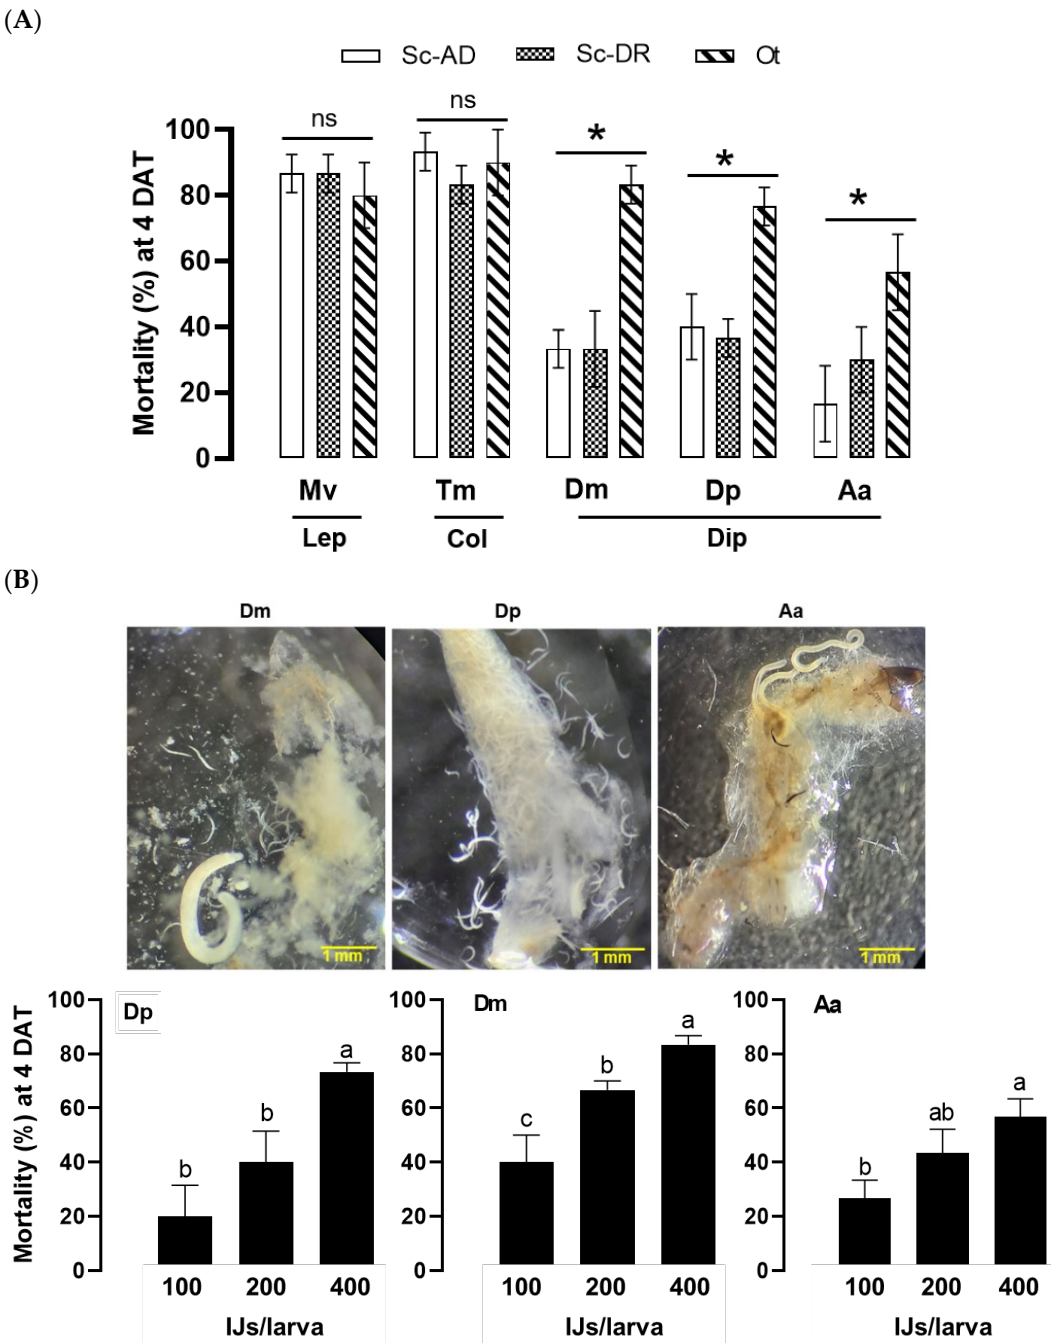 (A)
Sc-AD Sc-DR Ot
ns ns * * *
Mortality (%) at 4 DAT
100
80
60
40
20
0
Mv Tm Dm Dp Aa
Lep Col Dip
(B)
Dm Dp Aa
1 mm 1 mm 1 mm
Mortality (%) at 4 DAT
100
80
60
40
20
0
Dp
b b a
100 200 400
IJs/larva
100
80
60
40
20
0
Dm
c b a
100 200 400
IJs/larva
100
80
60
40
20
0
Aa
b ab a
100 200 400
IJs/larva